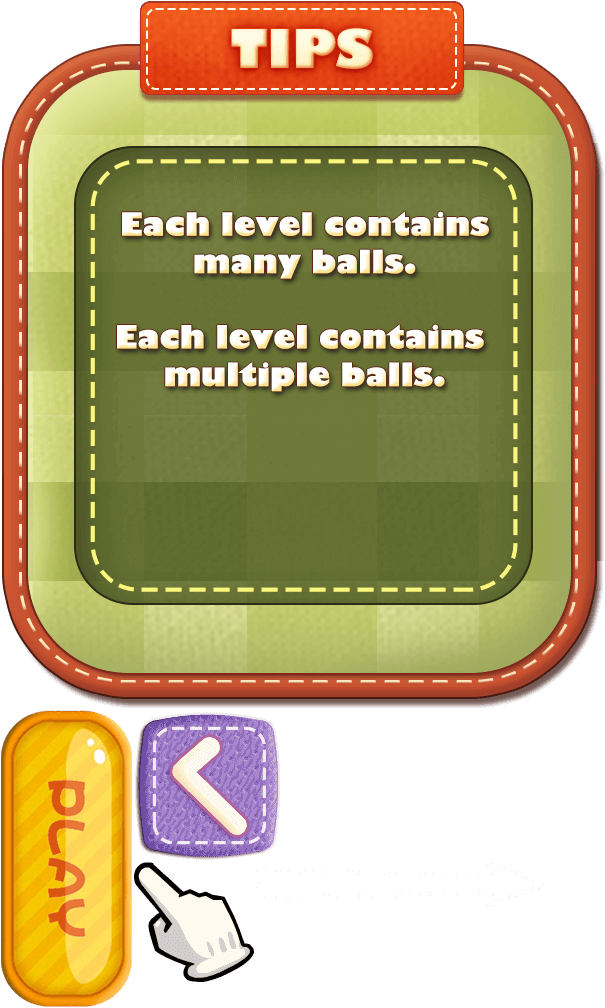 TIPS
Each level contains
many balls.
Each level contains
multiple balls.
PLAY